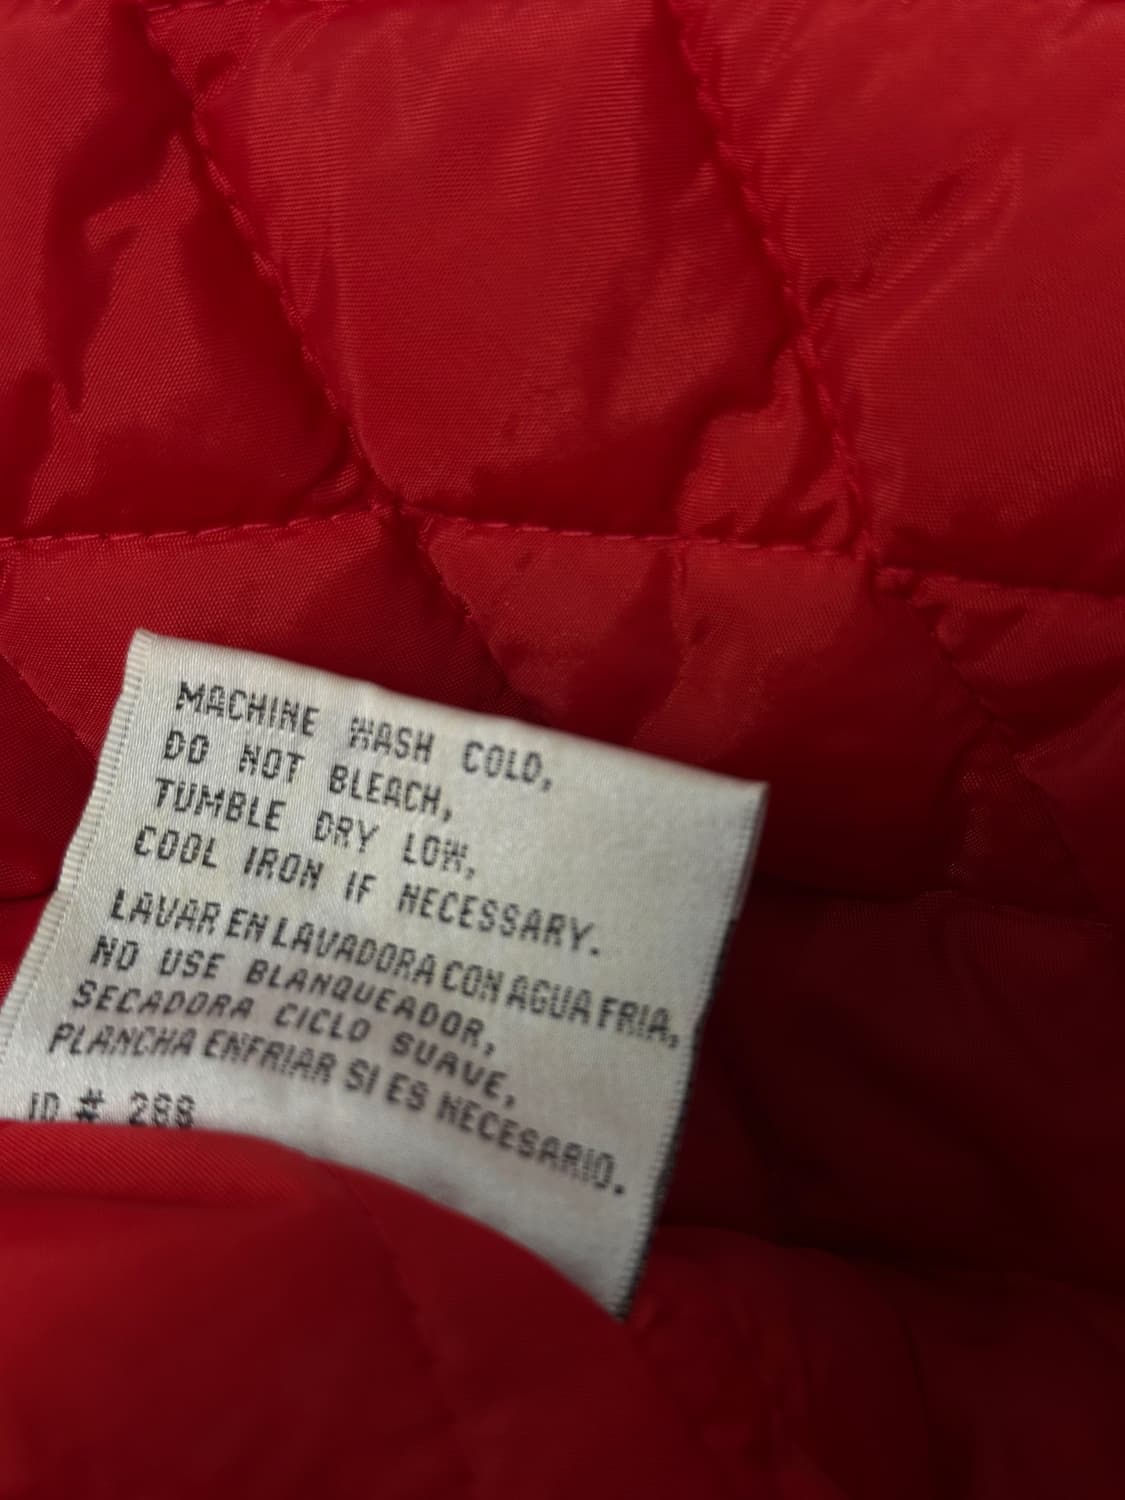 MACHINE WASH COLD,
DO NOT BLEACH,
TUMBLE DRY LOW,
COOL IRON IF NECESSARY.
LAVAR EN LAVADORA CON AGUA FRIA,
NO USE BLANQUEADOR,
SECADORA CICLO SUAVE,
PLANCHA ENFRIAR SI ES NECESARIO.
ID # 288